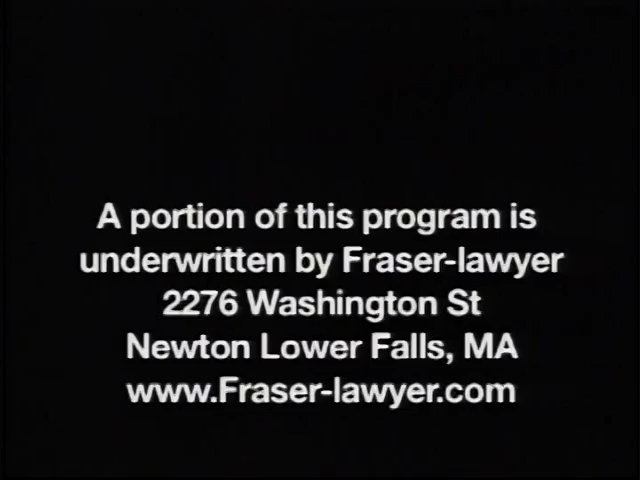 A portion of this program is
underwritten by Fraser-lawyer
2276 Washington St
Newton Lower Falls, MA
www.Fraser-lawyer.com